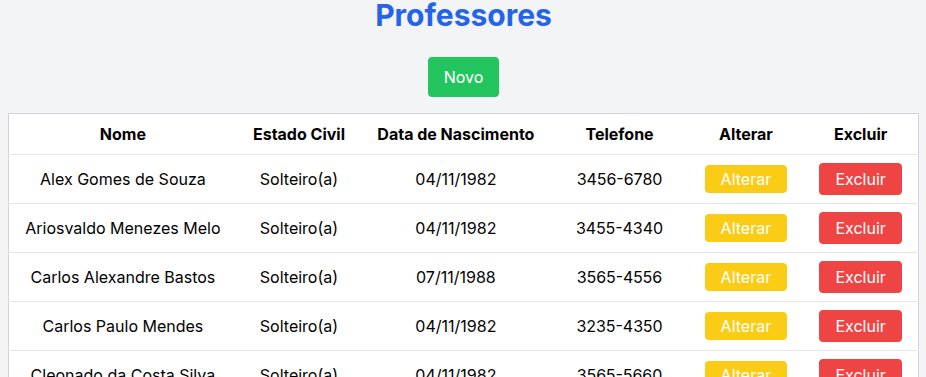 Professores
Novo
Nome Estado Civil Data de Nascimento Telefone Alterar Excluir
Alex Gomes de Souza Solteiro(a) 04/11/1982 3456-6780 Alterar Excluir
Ariosvaldo Menezes Melo Solteiro(a) 04/11/1982 3455-4340 Alterar Excluir
Carlos Alexandre Bastos Solteiro(a) 07/11/1988 3565-4556 Alterar Excluir
Carlos Paulo Mendes Solteiro(a) 04/11/1982 3235-4350 Alterar Excluir
Cleonado da Costa Silva Solteiro(a) 04/11/1982 3565-5660 Alterar Excluir